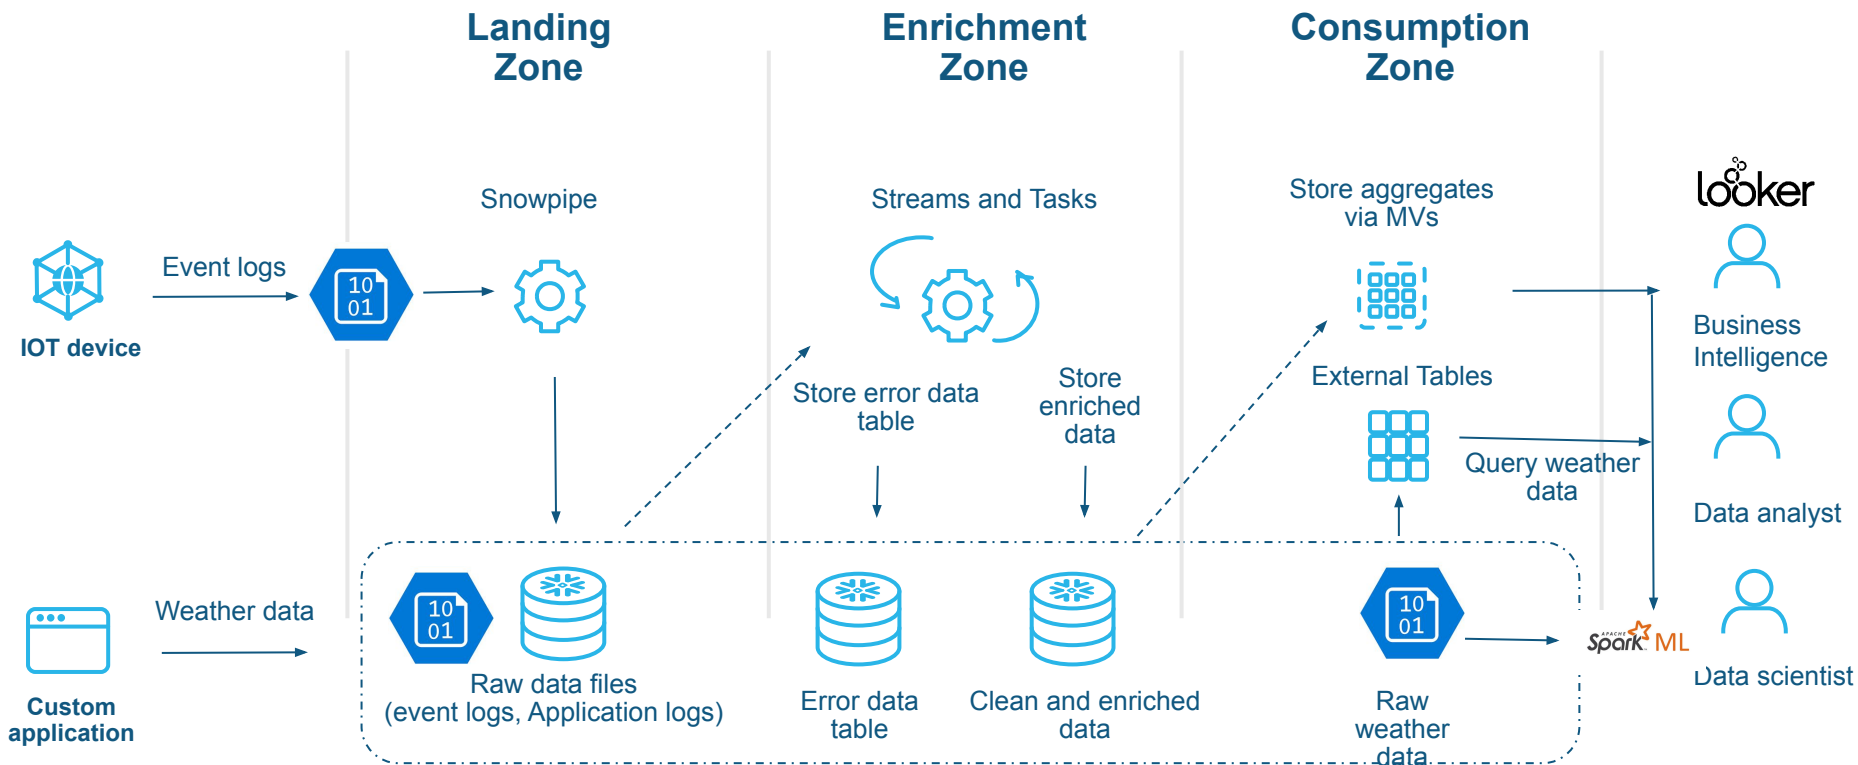 Landing
Zone
Enrichment
Zone
Consumption
Zone
Snowpipe
Streams and Tasks
Store aggregates
via MVs
looker
Event logs
10
01
IOT device
Business
Intelligence
External Tables
Store error data
table
Store
enriched
data
Query weather
data
Data analyst
Weather data
10
01
10
01
APACHE
Spark ML
Custom
application
Raw data files
(event logs, Application logs)
Error data
table
Clean and enriched
data
Raw
weather
data
Data scientist